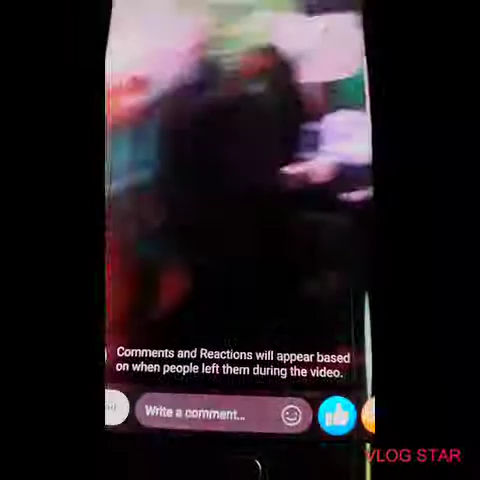 Comments and Reactions will appear based
on when people left them during the video.
Write a comment...
VLOG STAR